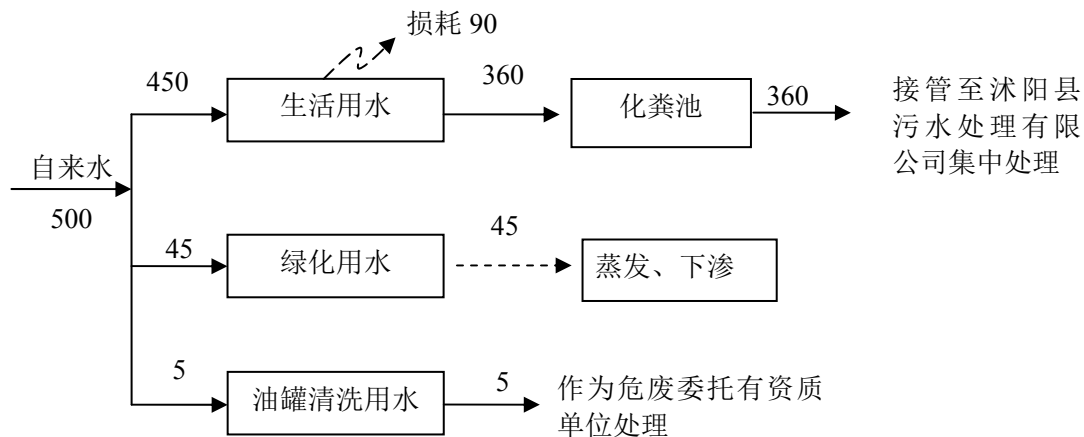 损耗 90
450
生活用水
360
化粪池
360
接管至沭阳县
污水处理有限
公司集中处理
自来水
500
45
绿化用水
45
蒸发、下渗
5
油罐清洗用水
5
作为危废委托有资质
单位处理